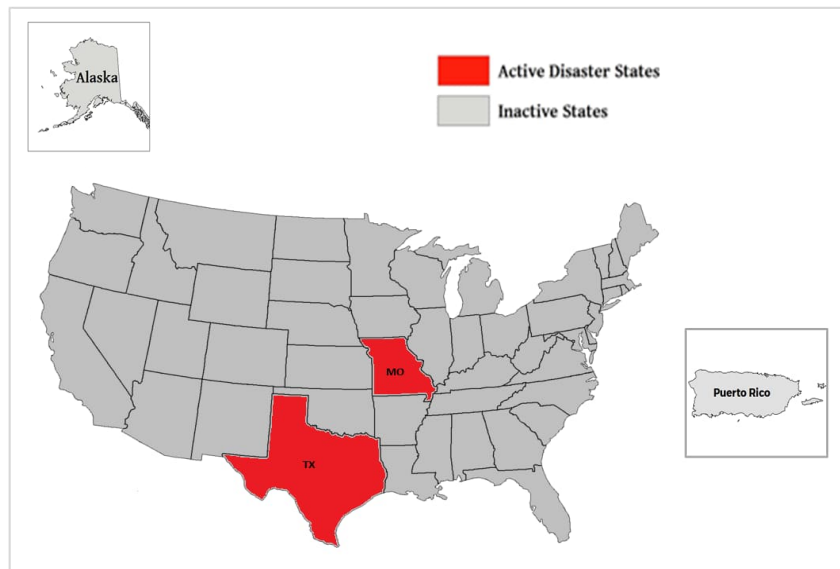 Alaska
Active Disaster States
Inactive States
MO
Puerto Rico
TX